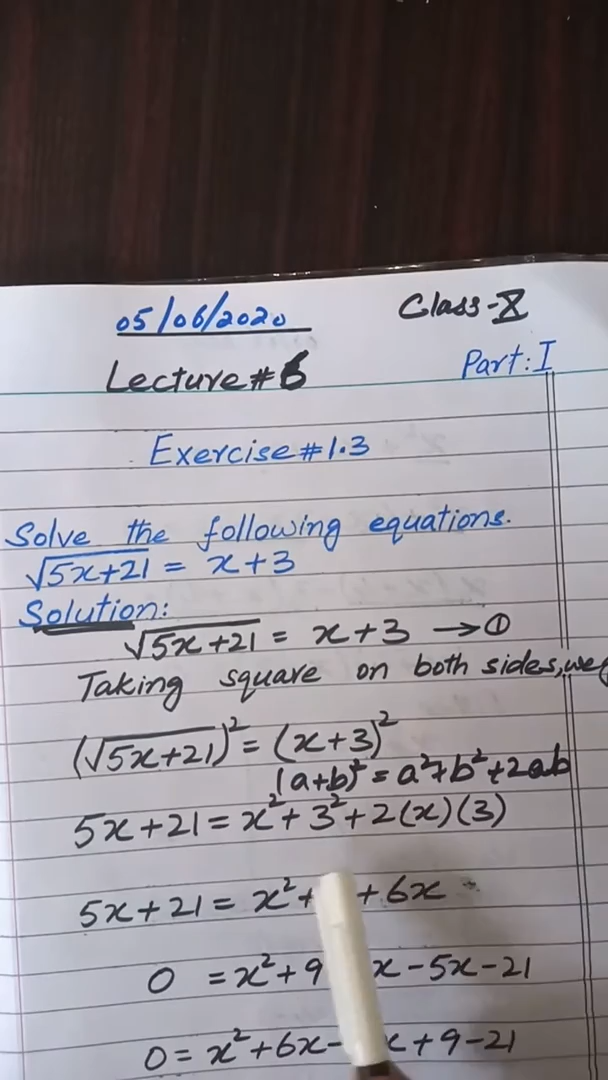 05/06/2020
Class-X
Lecture #6
Part: I
Exercise #1.3
Solve the following equations.
√5x+21 = x+3
Solution:
√5x+21 = x+3 → ①
Taking square on both sides, we
(√5x+21)² = (x+3)²
(a+b)² = a²+b²+2ab
5x+21 = x²+3²+2(x)(3)
5x+21 = x²+ +6x
0 = x²+9 x-5x-21
0 = x²+6x- x+9-21